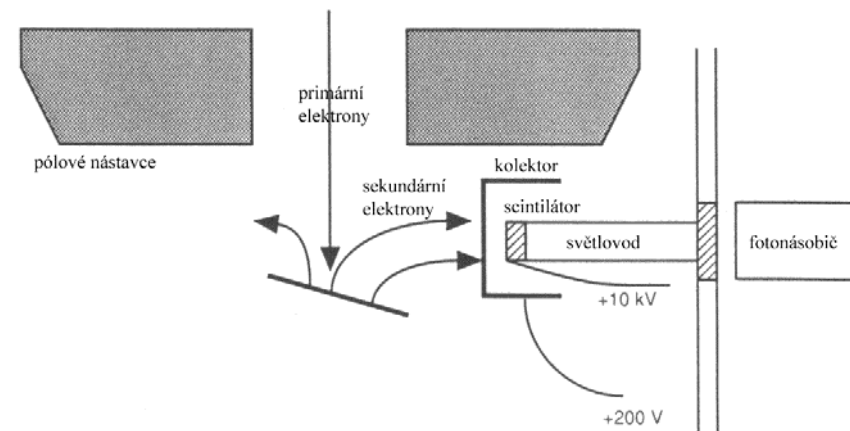 primární
elektrony
pólové nástavce
kolektor
sekundární
elektrony
scintilátor
světlovod
fotonásobič
+10 kV
+200 V